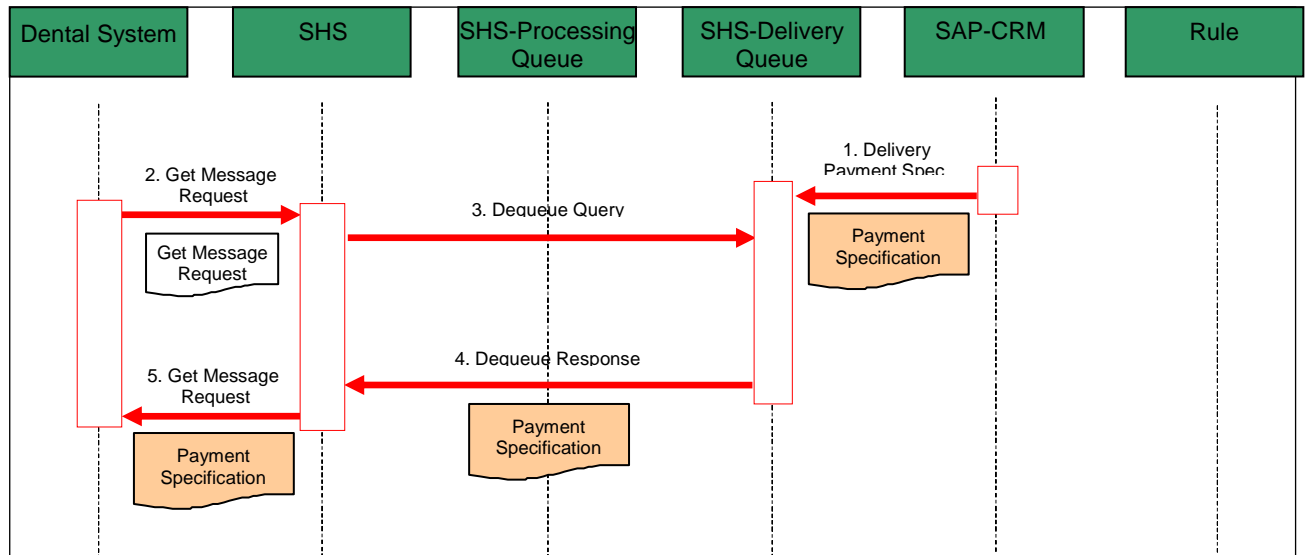 Dental System
SHS
SHS-Processing
Queue
SHS-Delivery
Queue
SAP-CRM
Rule
1. Delivery
Payment Spec
2. Get Message
Request
3. Dequeue Query
Get Message
Request
Payment
Specification
4. Dequeue Response
5. Get Message
Request
Payment
Specification
Payment
Specification